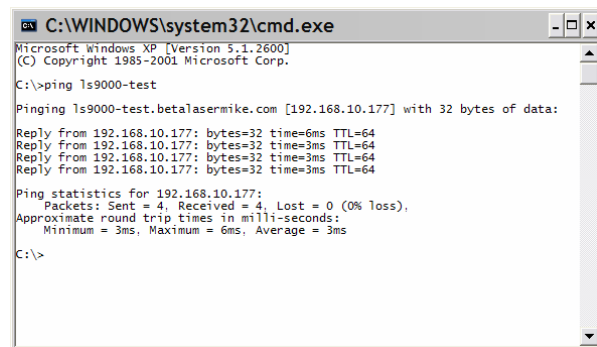 C:\WINDOWS\system32\cmd.exe
Microsoft Windows XP [Version 5.1.2600]
(C) Copyright 1985-2001 Microsoft Corp.
C:\>ping ls9000-test
Pinging ls9000-test.betalasermike.com [192.168.10.177] with 32 bytes of data:
Reply from 192.168.10.177: bytes=32 time=6ms TTL=64
Reply from 192.168.10.177: bytes=32 time=3ms TTL=64
Reply from 192.168.10.177: bytes=32 time=3ms TTL=64
Reply from 192.168.10.177: bytes=32 time=3ms TTL=64
Ping statistics for 192.168.10.177:
    Packets: Sent = 4, Received = 4, Lost = 0 (0% loss),
Approximate round trip times in milli-seconds:
    Minimum = 3ms, Maximum = 6ms, Average = 3ms
C:\>